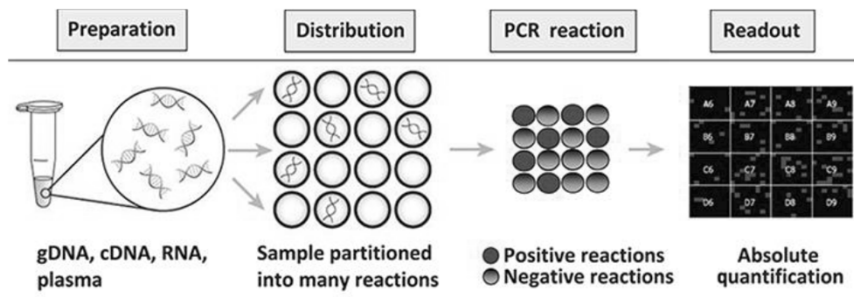 Preparation
Distribution
PCR reaction
Readout
A6 A7 A8 A9
B6 B7 B8 B9
C6 C7 C8 C9
D6 D7 D8 D9
gDNA, cDNA, RNA,
plasma
Sample partitioned
into many reactions
Positive reactions
Negative reactions
Absolute
quantification